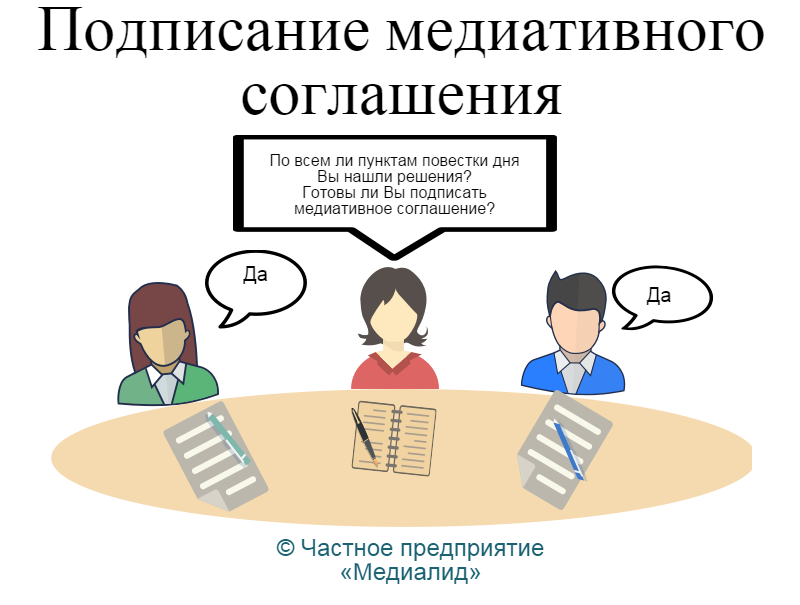 Подписание медиативного
соглашения
По всем ли пунктам повестки дня
Вы нашли решения?
Готовы ли Вы подписать
медиативное соглашение?
Да
Да
© Частное предприятие
«Медиалид»